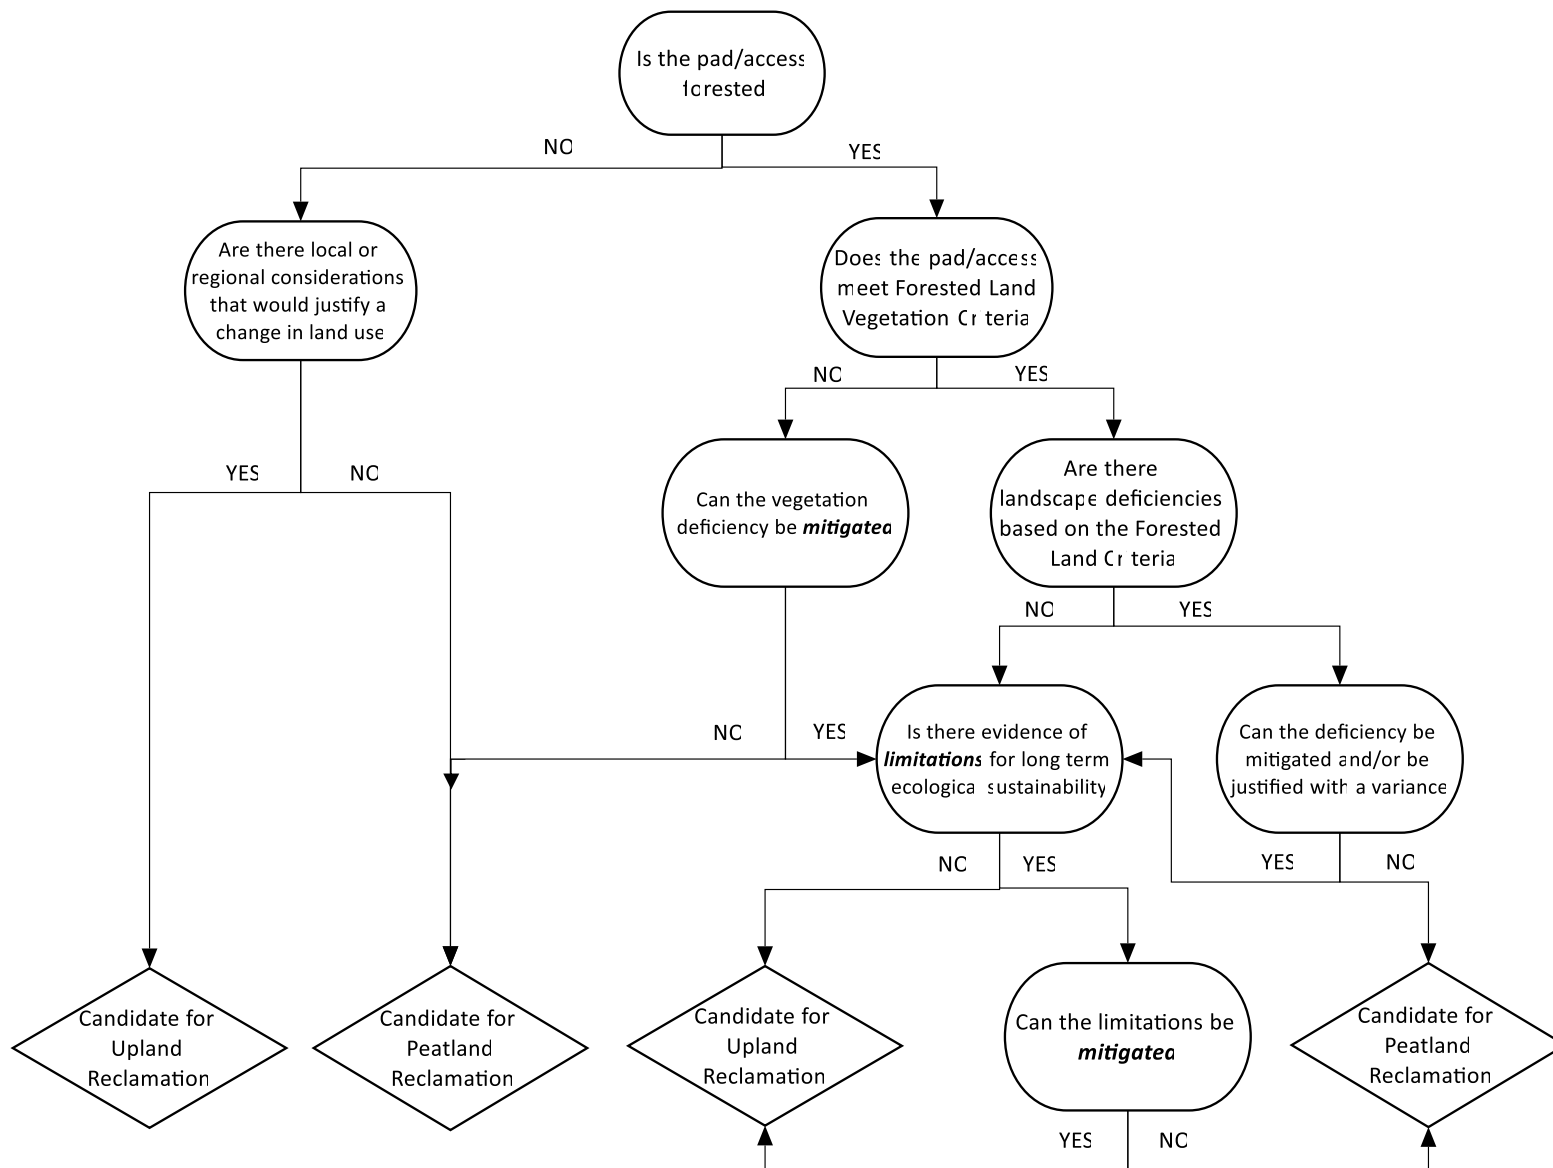 Is the pad/access
forested
NO
YES
Are there local or
regional considerations
that would justify a
change in land use
Does the pad/access
meet Forested Land
Vegetation Criteria
NO
YES
Can the vegetation
deficiency be mitigated
Are there
landscape deficiencies
based on the Forested
Land Criteria
YES
NO
NO
YES
NO
YES
Is there evidence of
limitations for long term
ecological sustainability
Can the deficiency be
mitigated and/or be
justified with a variance
NO
YES
YES
NO
Candidate for
Upland
Reclamation
Candidate for
Peatland
Reclamation
Candidate for
Upland
Reclamation
Can the limitations be
mitigated
Candidate for
Peatland
Reclamation
YES
NO